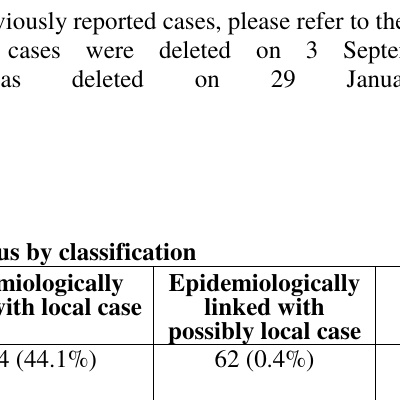 viously reported cases, please refer to the
cases were deleted on 3 Septe
as deleted on 29 Janua
us by classification
miologically Epidemiologically
with local case linked with
possibly local case
4 (44.1%) 62 (0.4%)